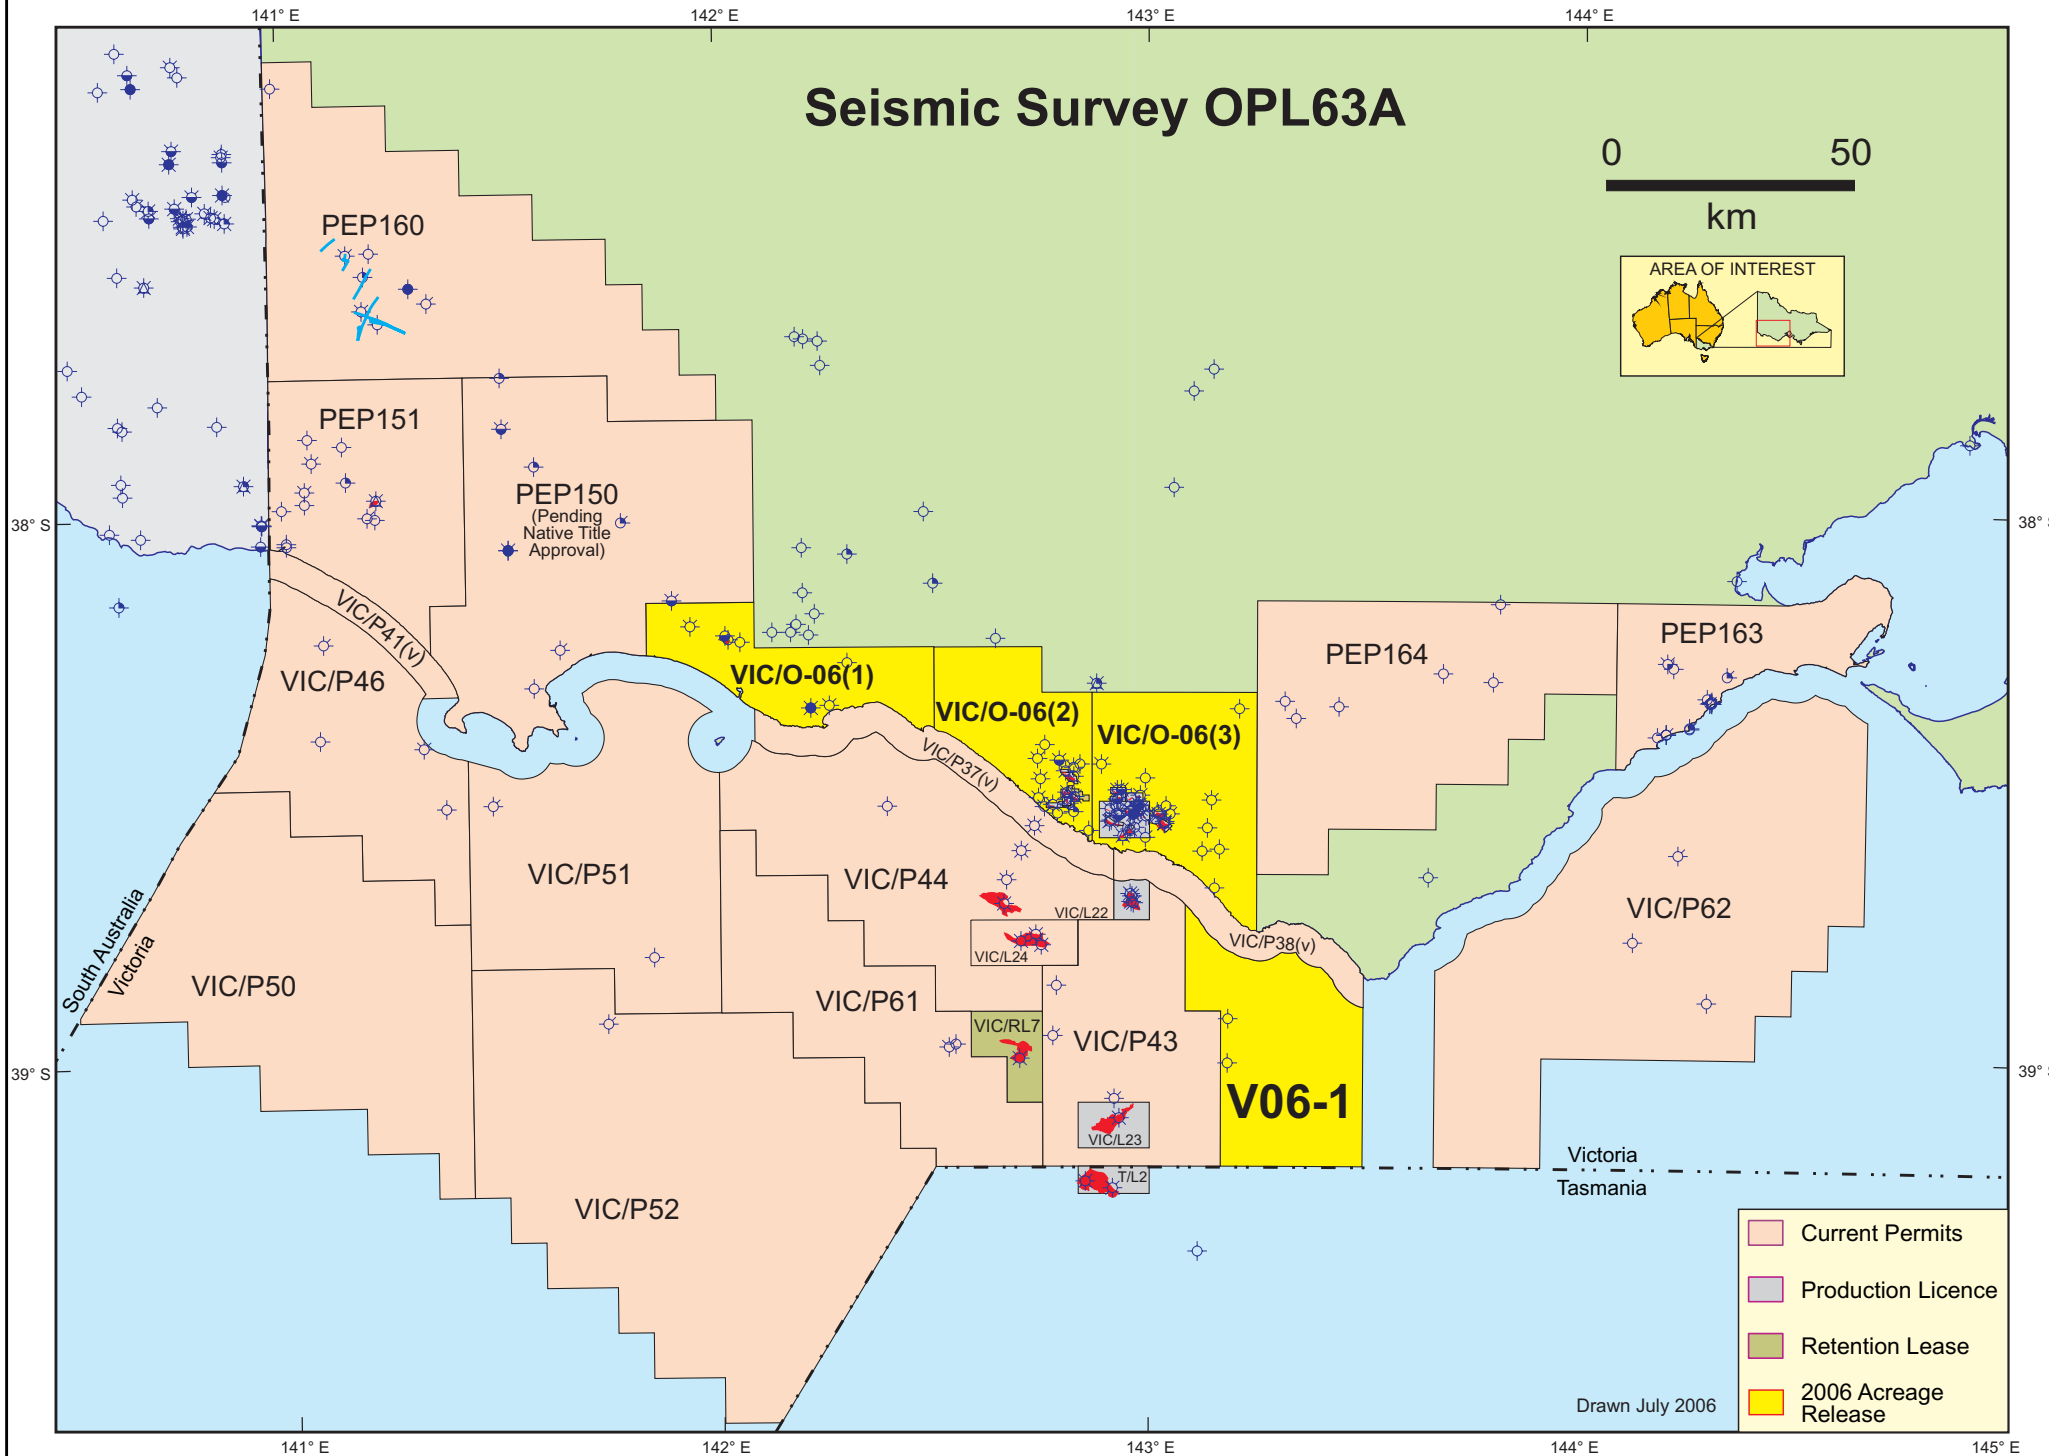 141° E
142° E
143° E
144° E
Seismic Survey OPL63A
0
50
km
AREA OF INTEREST
PEP160
PEP151
PEP150
(Pending
Native Title
Approval)
38° S
38° S
VIC/P41(v)
VIC/P46
VIC/O-06(1)
VIC/O-06(2)
VIC/O-06(3)
PEP164
PEP163
VIC/P37(v)
VIC/P51
VIC/P44
VIC/L22
VIC/P62
VIC/P38(v)
VIC/L24
South Australia
Victoria
VIC/P50
VIC/P61
VIC/RL7
VIC/P43
39° S
39° S
V06-1
VIC/L23
T/L2
Victoria
Tasmania
VIC/P52
Current Permits
Production Licence
Retention Lease
2006 Acreage
Release
Drawn July 2006
141° E
142° E
143° E
144° E
145° E